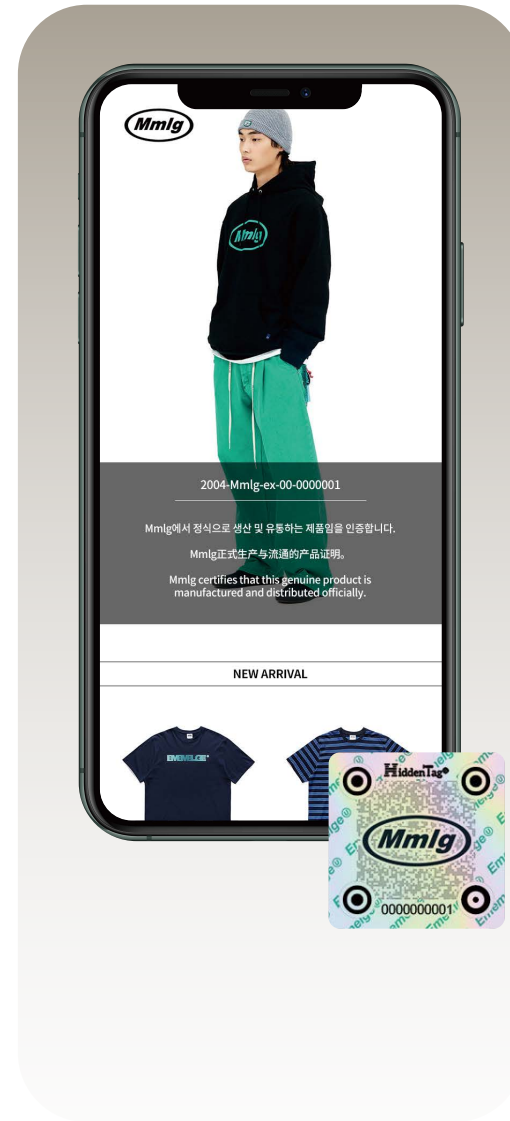 Mmlg
Mmlg
2004-Mmlg-ex-00-0000001
Mmlg에서 정식으로 생산 및 유통하는 제품임을 인증합니다.
Mmlg正式生产与流通的产品证明。
Mmlg certifies that this genuine product is
manufactured and distributed officially.
NEW ARRIVAL
EMEMELGE
HiddenTag®
Mmlg
0000000001
Emelge®